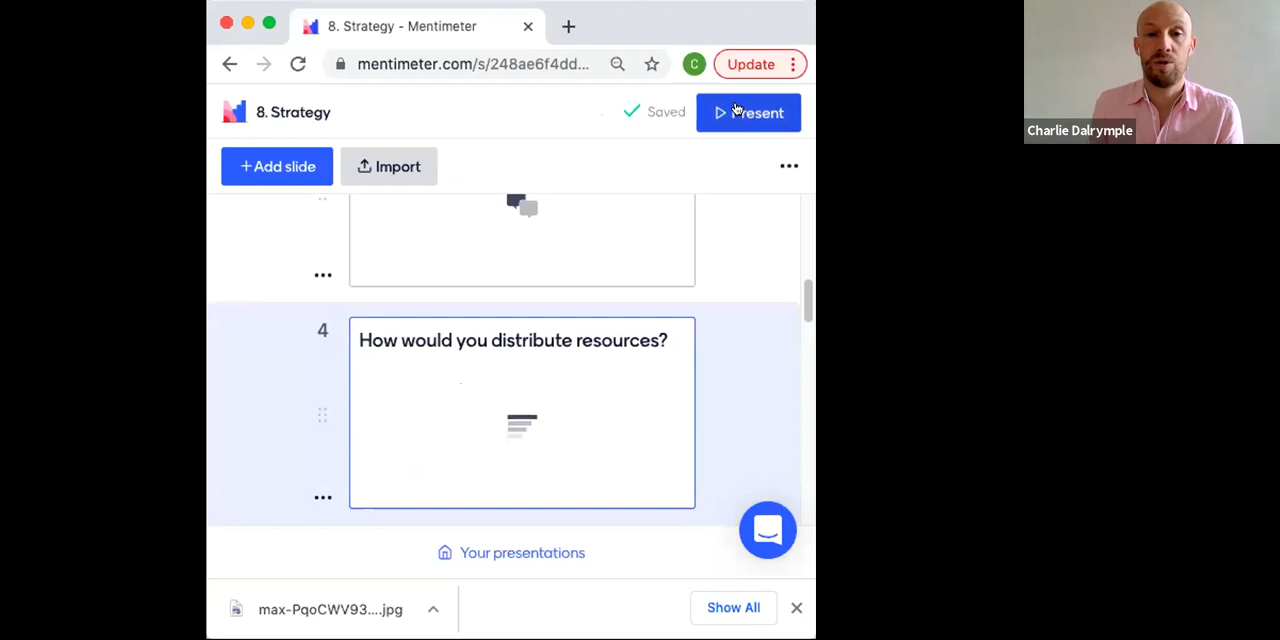 8. Strategy - Mentimeter
mentimeter.com/s/248ae6f4dd...
C
Update
8. Strategy
Saved
Present
+Add slide
Import
4
How would you distribute resources?
Your presentations
max-PqoCWV93....jpg
Show All
Charlie Dalrymple